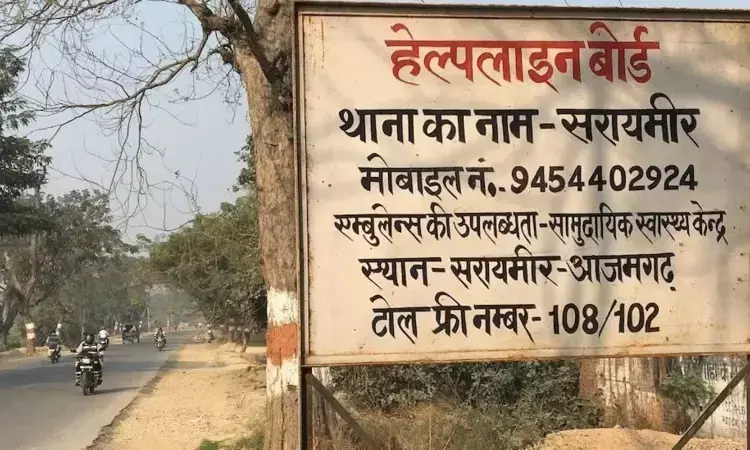 हेल्पलाइन बोर्ड
थाना का नाम - सरायमीर
मोबाइल नं. 9454402924
एम्बुलेन्स की उपलब्धता - सामुदायिक स्वास्थ्य केन्द्र
स्थान - सरायमीर - आजमगढ़
टोल फ्री नम्बर - 108/102